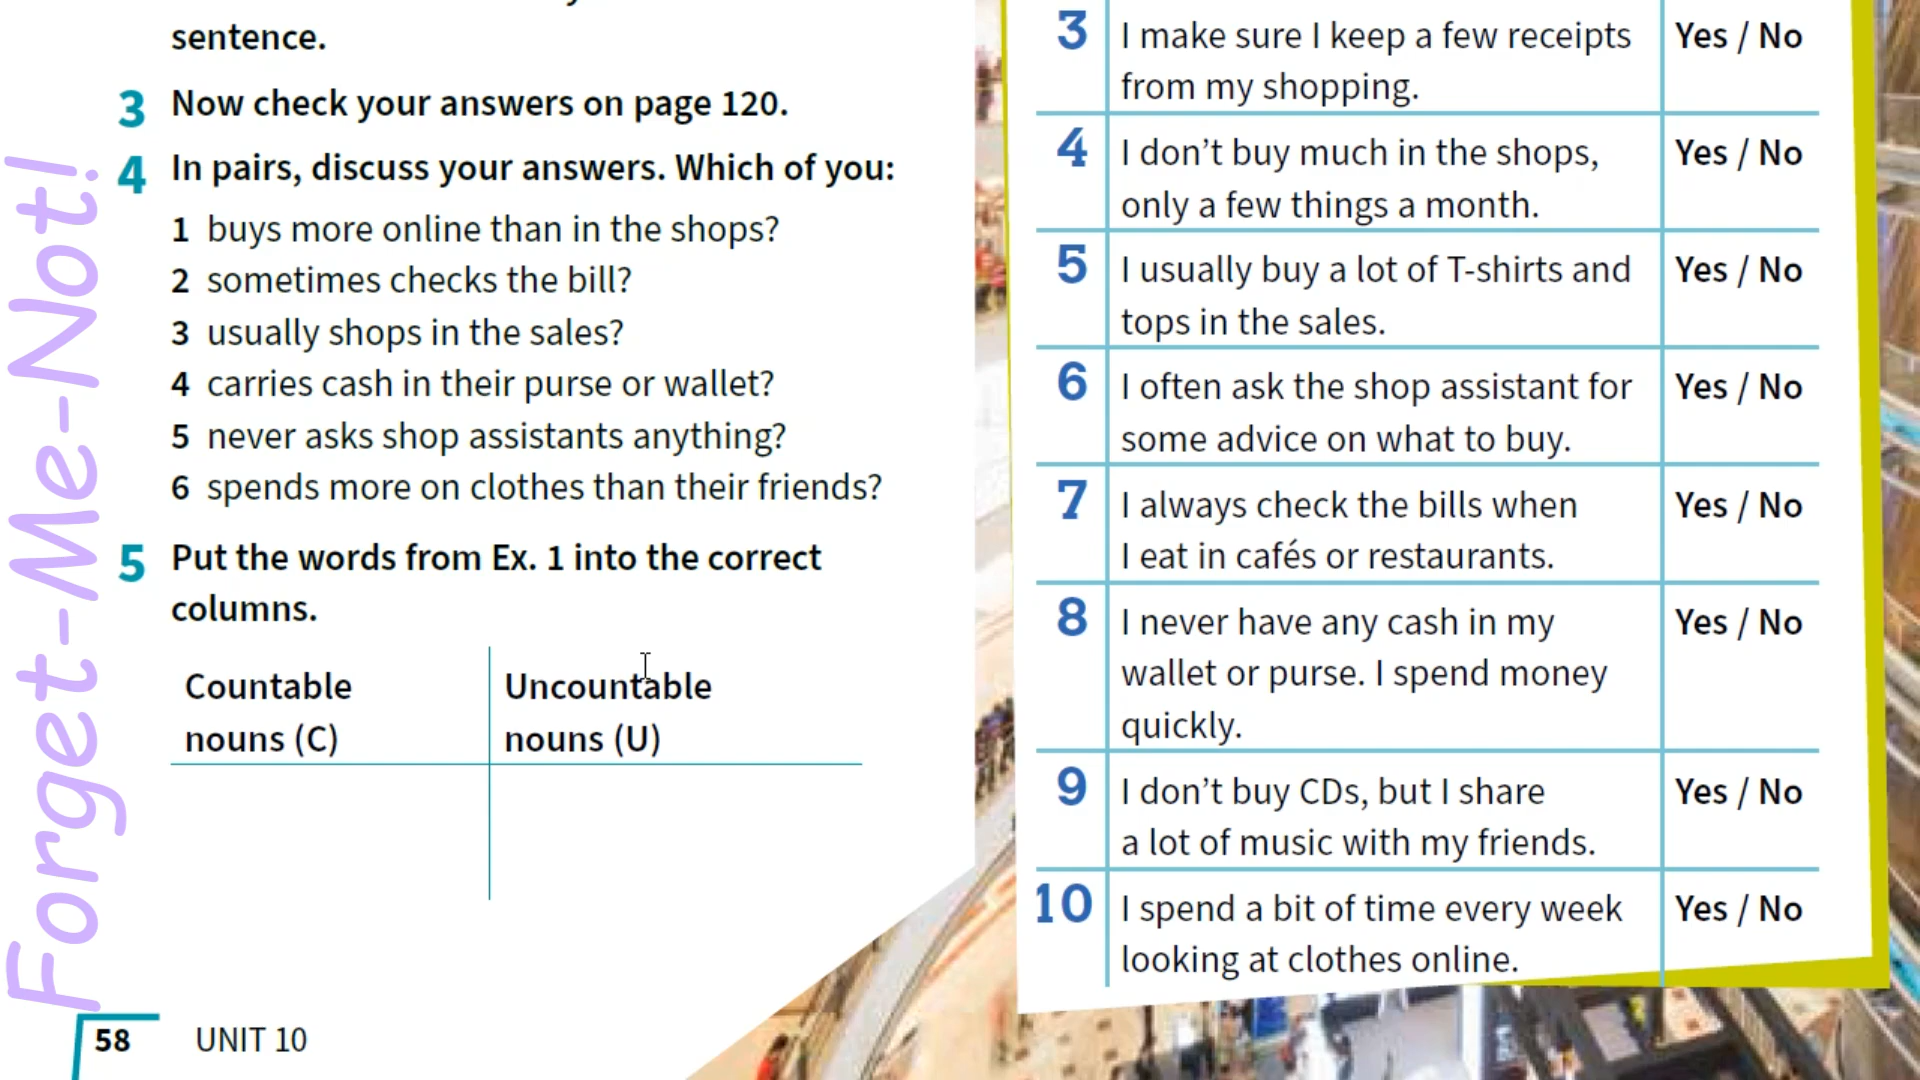 sentence.
3 Now check your answers on page 120.
4 In pairs, discuss your answers. Which of you:
1 buys more online than in the shops?
2 sometimes checks the bill?
3 usually shops in the sales?
4 carries cash in their purse or wallet?
5 never asks shop assistants anything?
6 spends more on clothes than their friends?
5 Put the words from Ex. 1 into the correct
columns.
Countable
nouns (C)
Uncountable
nouns (U)
58 UNIT 10
3 I make sure I keep a few receipts Yes / No
from my shopping.
4 I don't buy much in the shops, Yes / No
only a few things a month.
5 I usually buy a lot of T-shirts and Yes / No
tops in the sales.
6 I often ask the shop assistant for Yes / No
some advice on what to buy.
7 I always check the bills when Yes / No
I eat in cafés or restaurants.
8 I never have any cash in my Yes / No
wallet or purse. I spend money
quickly.
9 I don't buy CDs, but I share Yes / No
a lot of music with my friends.
10 I spend a bit of time every week Yes / No
looking at clothes online.
Forget-Me-Not!